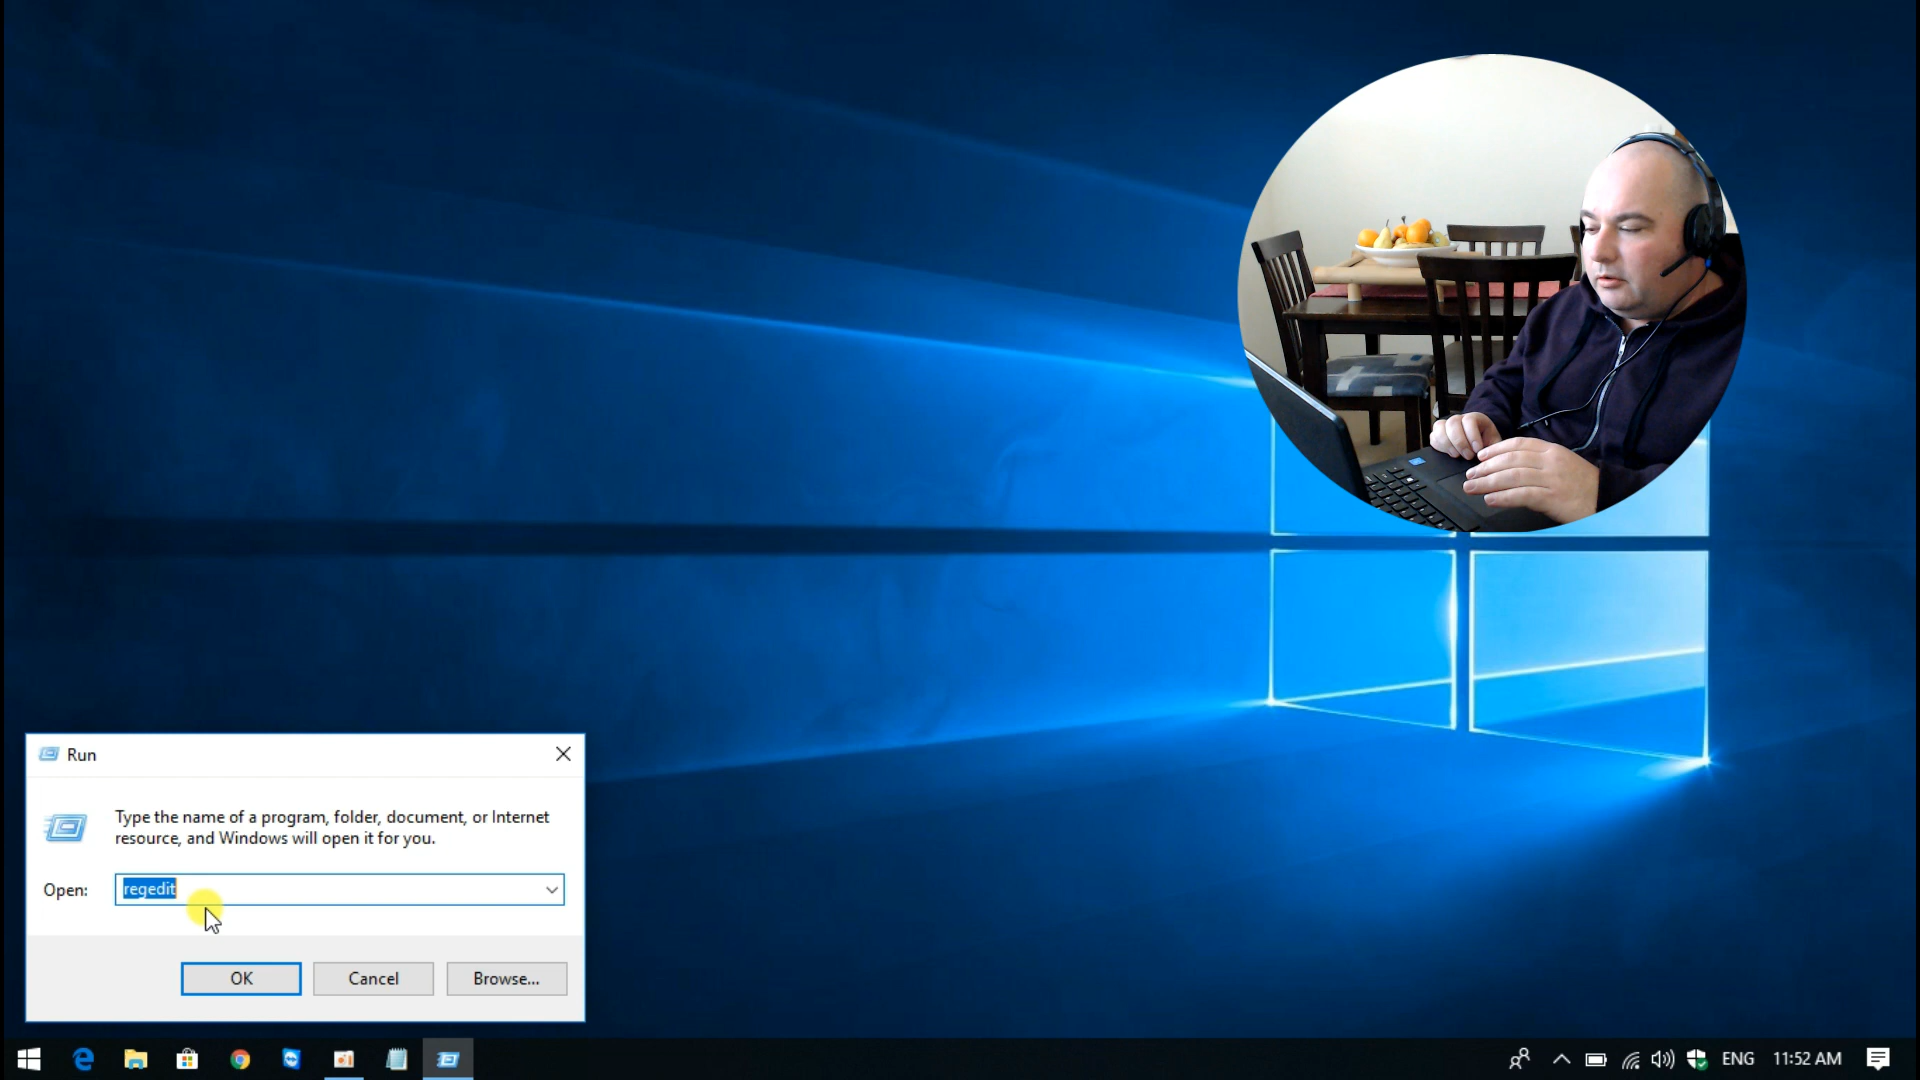 Run
Type the name of a program, folder, document, or Internet
resource, and Windows will open it for you.
Open: regedit
OK Cancel Browse...
ENG 11:52 AM